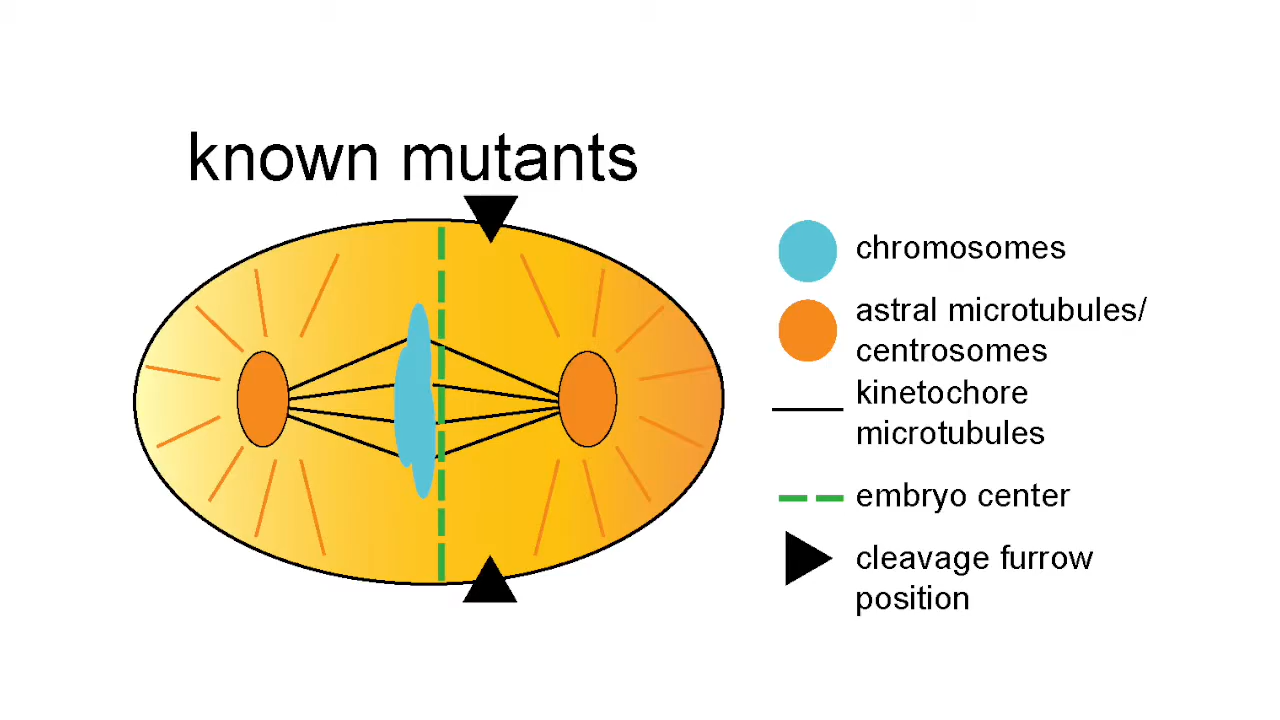 known mutants
chromosomes
astral microtubules/
centrosomes
kinetochore
microtubules
embryo center
cleavage furrow
position